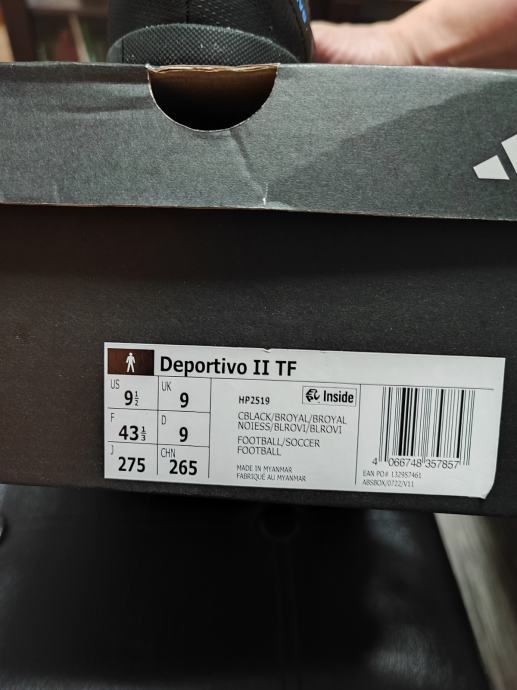 Deportivo II TF
US
9½
UK
9
F
43⅓
D
9
J
275
CHN
265
HP2519
Inside
CBLACK/BROYAL/BROYAL
NOIESS/BLROVI/BLROVI
FOOTBALL/SOCCER
FOOTBALL
MADE IN MYANMAR
FABRIQUÉ AU MYANMAR
4 066748 357857
EAN PO# 132957461
ABSBOX/0722/V11